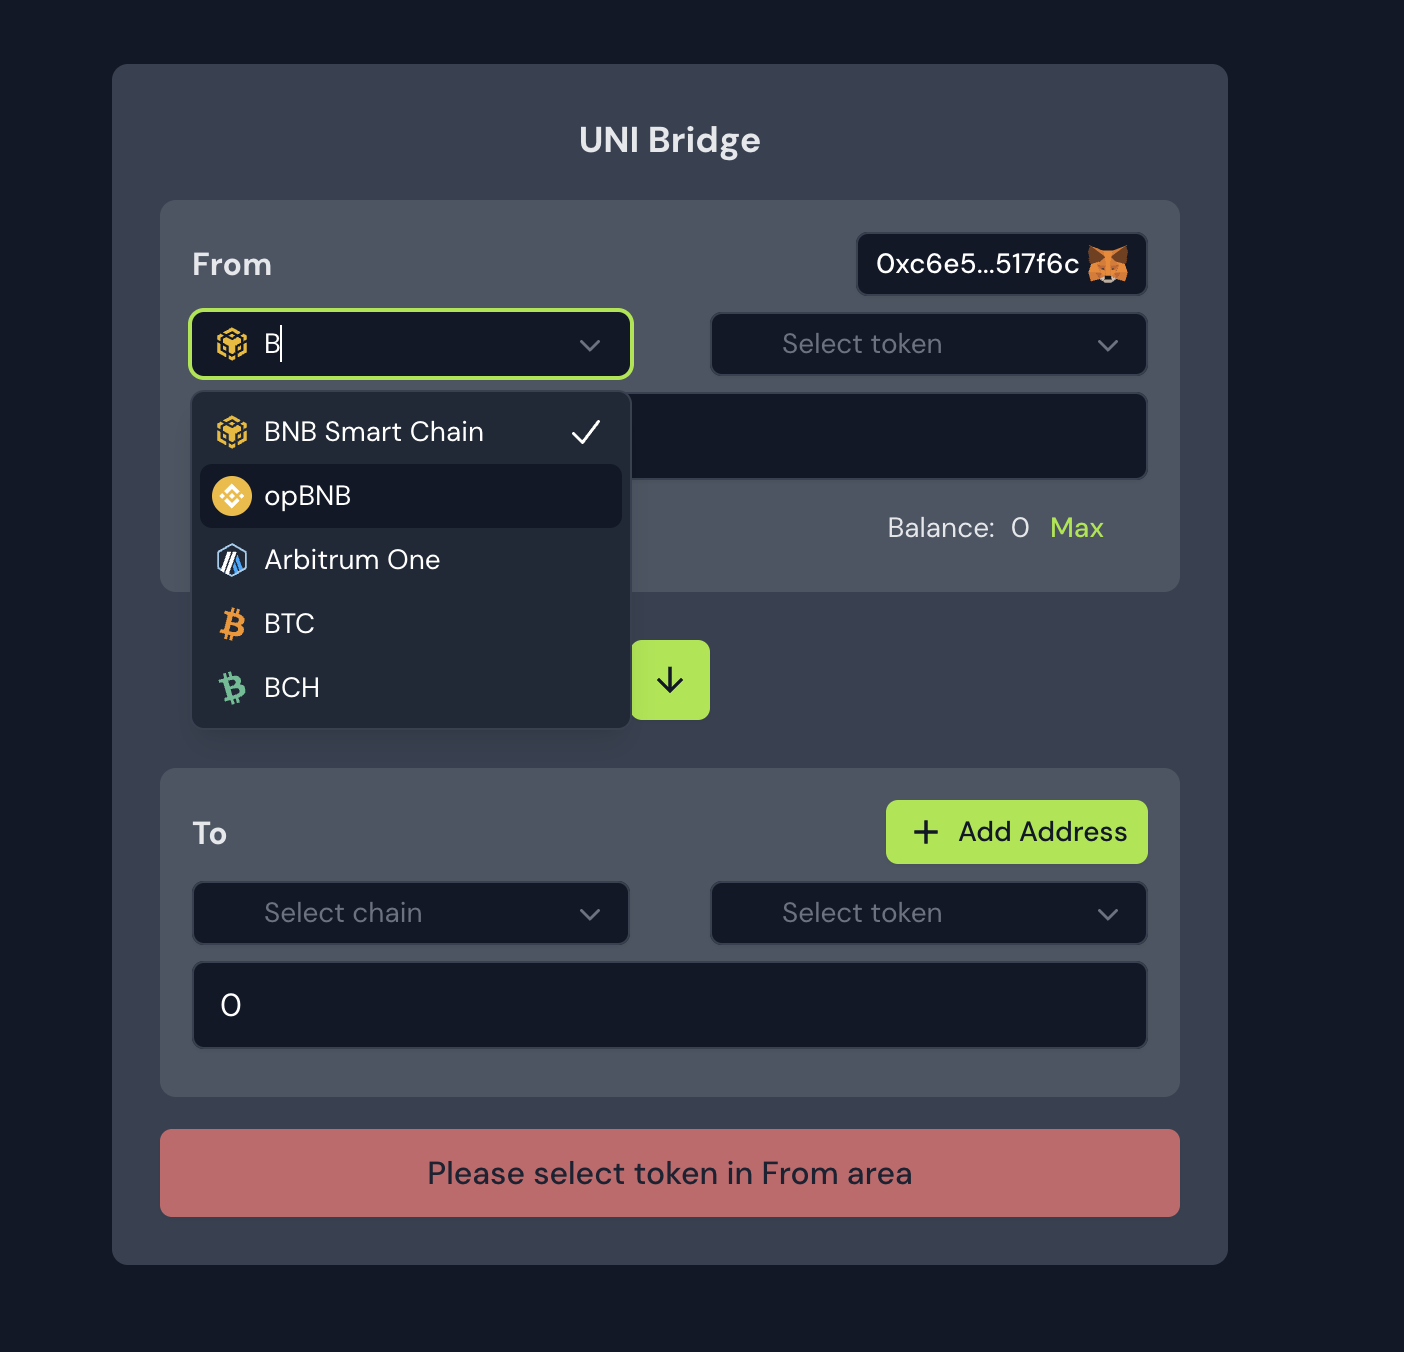 UNI Bridge
From
0xc6e5...517f6c
B
Select token
BNB Smart Chain
opBNB
Arbitrum One
BTC
BCH
Balance: 0 Max
To
+ Add Address
Select chain
Select token
0
Please select token in From area